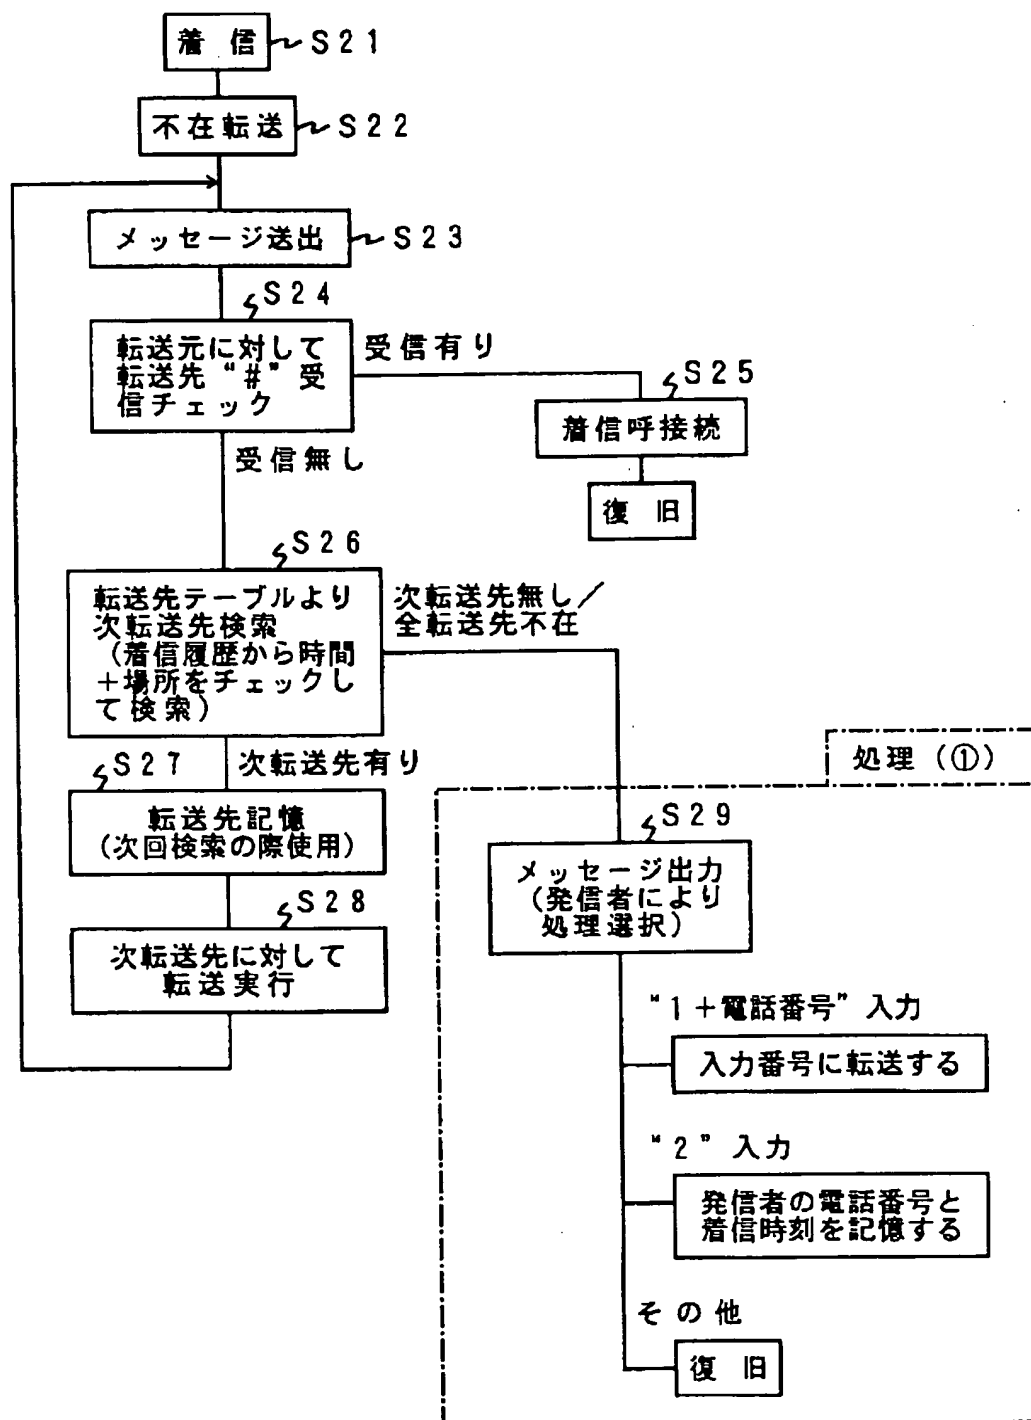 着信 S21
不在転送 S22
メッセージ送出 S23
S24
転送元に対して
転送先“#”受
信チェック
受信有り
S25
着信呼接続
復旧
受信無し
S26
転送先テーブルより
次転送先検索
(着信履歴から時間
+場所をチェックし
て検索)
次転送先無し/
全転送先不在
S27
次転送先有り
転送先記憶
(次回検索の際使用)
S28
次転送先に対して
転送実行
処理(①)
S29
メッセージ出力
(発信者により
処理選択)
“1+電話番号”入力
入力番号に転送する
“2”入力
発信者の電話番号と
着信時刻を記憶する
その他
復旧